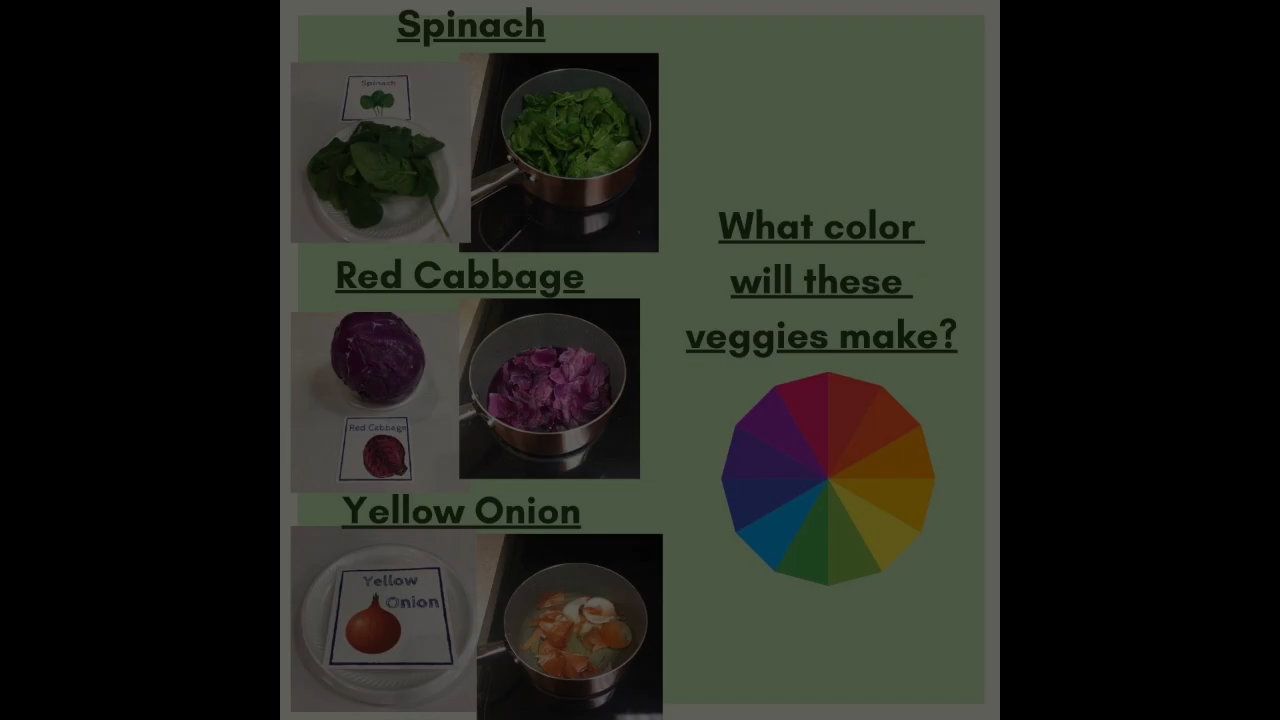 Spinach
Spinach
Red Cabbage
Red Cabbage
Yellow Onion
Yellow
Onion
What color
will these
veggies make?